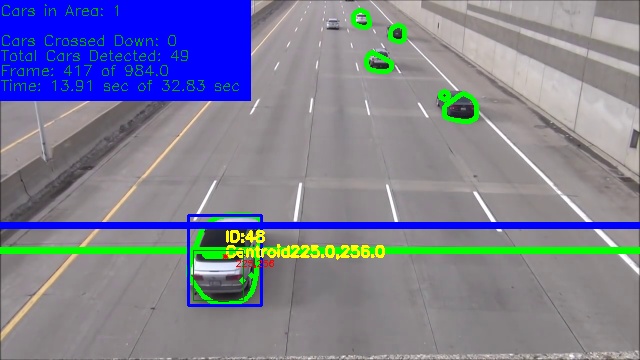 Cars in Area: 1
Cars Crossed Down: 0
Total Cars Detected: 49
Frame: 417 of 984.0
Time: 13.91 sec of 32.83 sec
ID:48
Centroid225.0,256.0